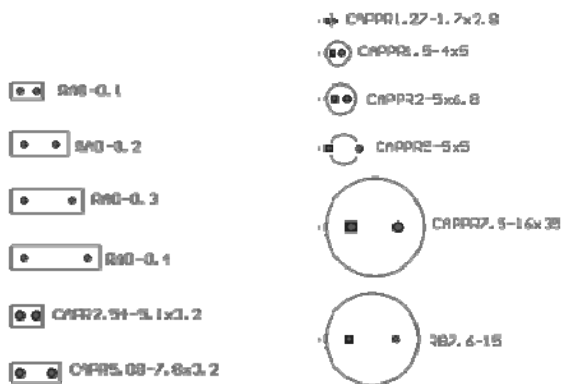 RAD-0.1
RAD-0.2
RAD-0.3
RAD-0.4
CAPR2.54-5.1x3.2
CAPR5.08-7.8x3.2
CAPPR1.27-1.7x2.8
CAPPR1.5-4x5
CAPPR2-5x6.8
CAPPR5-5x5
CAPPR7.5-16x35
RB7.6-15